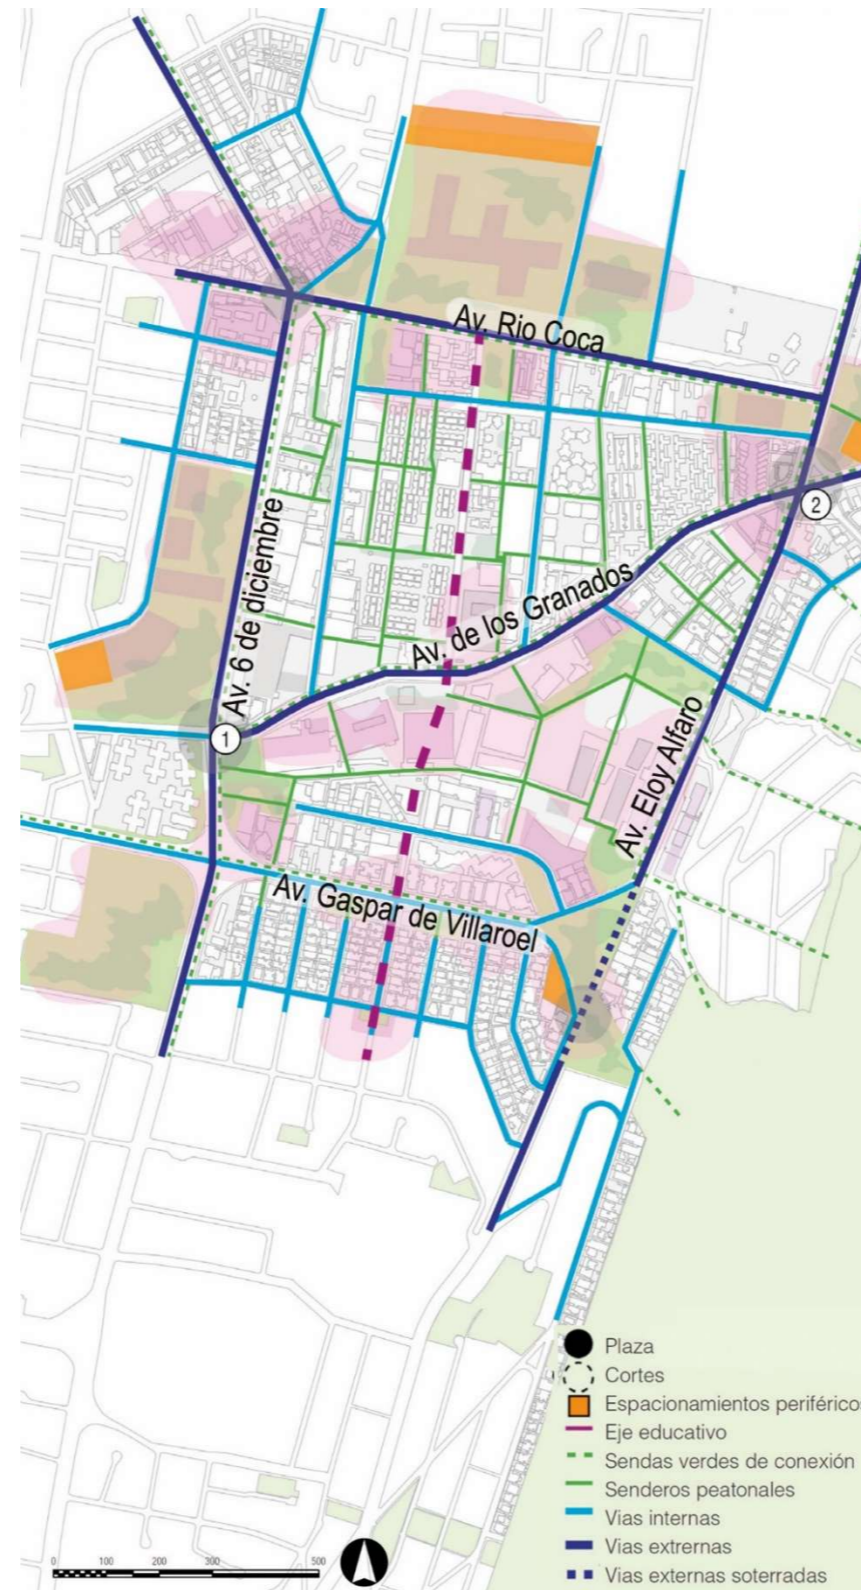 Av. Rio Coca
2
Av. 6 de diciembre
Av. de los Granados
1
Av. Eloy Alfaro
Av. Gaspar de Villaroel
Plaza
Cortes
Espacionamientos periféricos
Eje educativo
Sendas verdes de conexión
Senderos peatonales
Vias internas
Vias extrernas
Vias externas soterradas
0 100 200 300 500